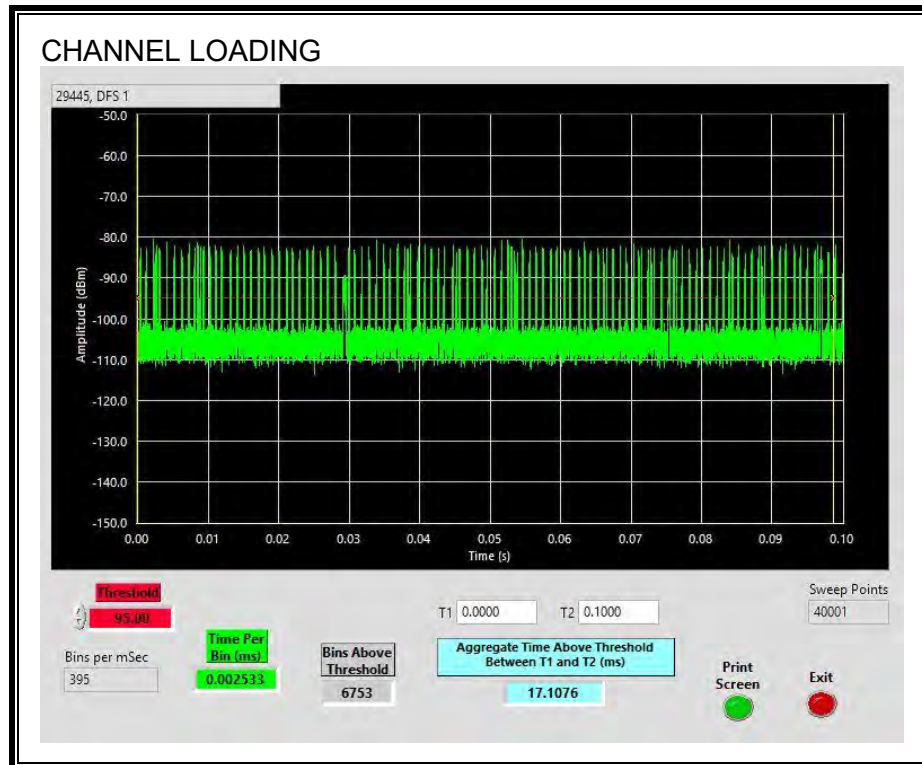 CHANNEL LOADING
29445, DFS 1
-50.0
-60.0
-70.0
-80.0
-90.0
-100.0
-110.0
-120.0
-130.0
-140.0
-150.0
Amplitude (dBm)
0.00 0.01 0.02 0.03 0.04 0.05 0.06 0.07 0.08 0.09 0.10
Time (s)
Threshold
95.00
Bins per mSec
395
Time Per
Bin (ms)
0.002533
Bins Above
Threshold
6753
T1 0.0000 T2 0.1000
Aggregate Time Above Threshold
Between T1 and T2 (ms)
17.1076
Sweep Points
40001
Print
Screen
Exit